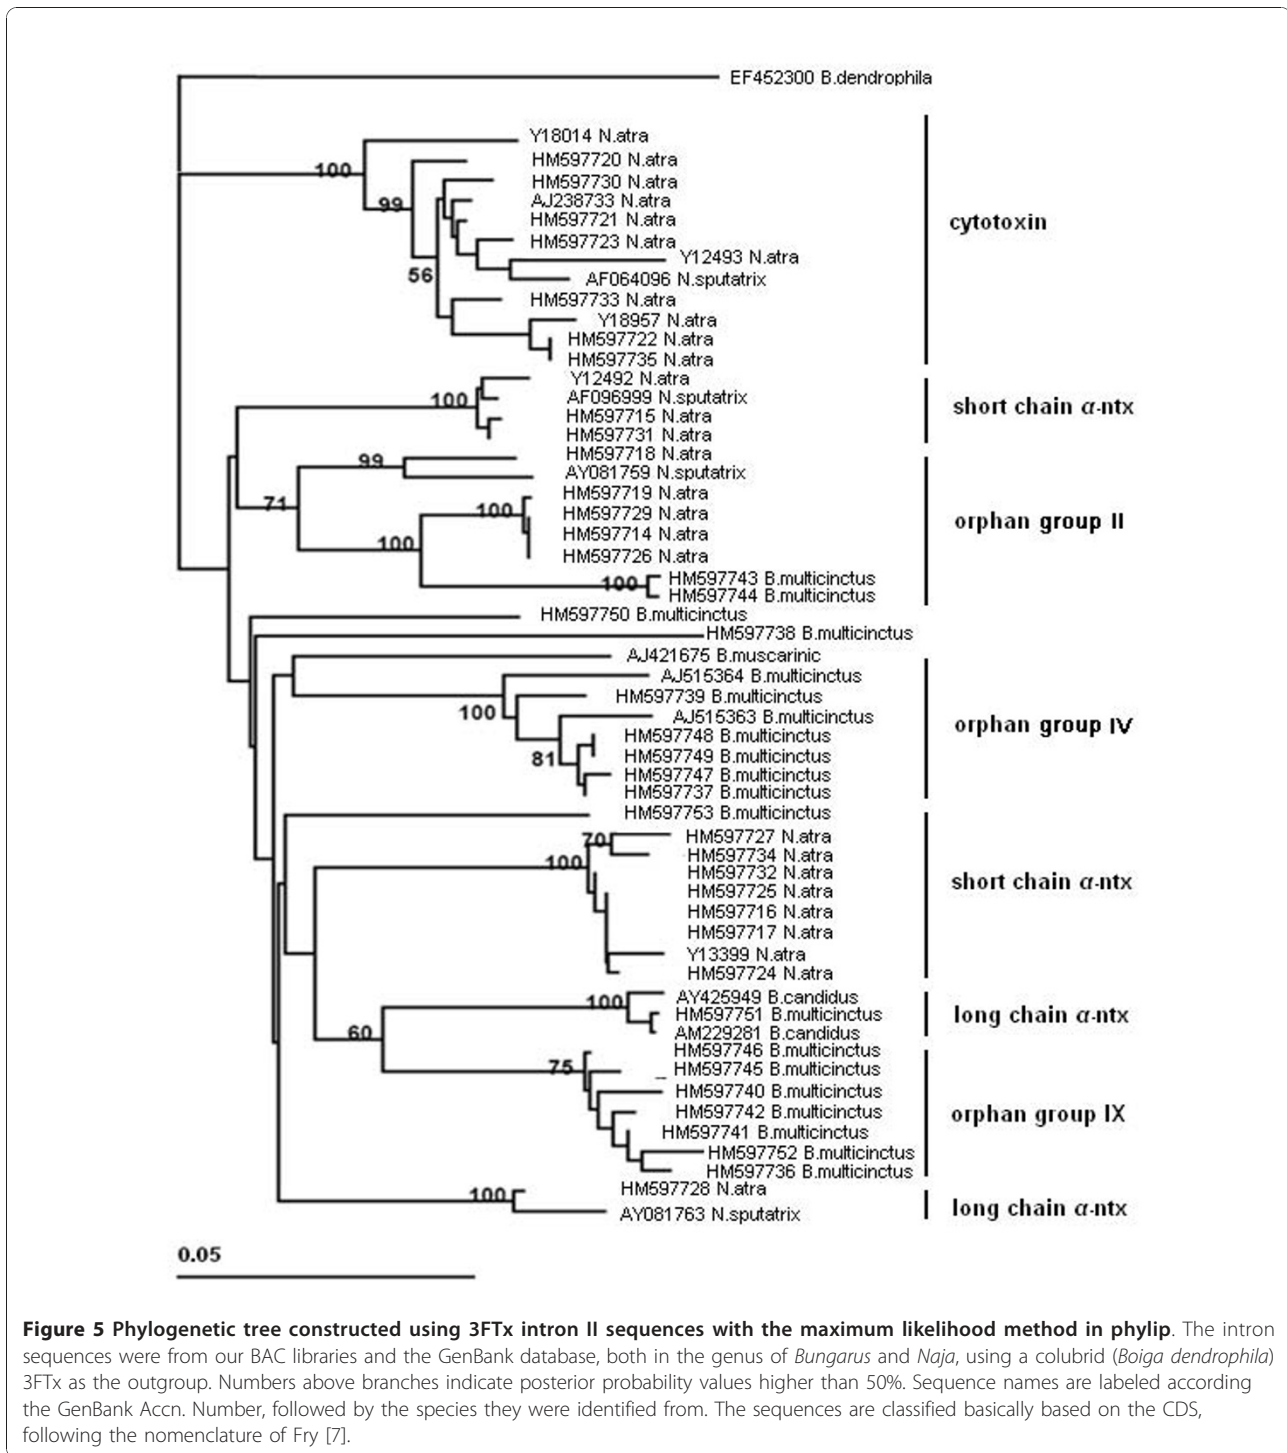 EF452300 B.dendrophila
Y18014 N.atra
100
HM597720 N.atra
HM597730 N.atra
AJ238733 N.atra
99
HM597721 N.atra
cytotoxin
HM597723 N.atra
Y12493 N.atra
56
AF064096 N.sputatrix
HM597733 N.atra
Y18957 N.atra
HM597722 N.atra
HM597735 N.atra
Y12492 N.atra
100
AF096999 N.sputatrix
short chain α-ntx
HM597715 N.atra
HM597731 N.atra
HM597718 N.atra
99
AY081759 N.sputatrix
HM597719 N.atra
71
100
HM597729 N.atra
orphan group II
HM597714 N.atra
100
HM597726 N.atra
HM597743 B.multicinctus
100
HM597744 B.multicinctus
HM597750 B.multicinctus
HM597738 B.multicinctus
AJ421675 B.muscarinic
AJ515364 B.multicinctus
HM597739 B.multicinctus
100
AJ515363 B.multicinctus
orphan group IV
HM597748 B.multicinctus
81
HM597749 B.multicinctus
HM597747 B.multicinctus
HM597737 B.multicinctus
HM597753 B.multicinctus
70
HM597727 N.atra
HM597734 N.atra
100
HM597732 N.atra
short chain α-ntx
HM597725 N.atra
HM597716 N.atra
HM597717 N.atra
Y13399 N.atra
HM597724 N.atra
AY425949 B.candidus
100
HM597751 B.multicinctus
long chain α-ntx
AM229281 B.candidus
60
HM597746 B.multicinctus
75
HM597745 B.multicinctus
HM597740 B.multicinctus
HM597742 B.multicinctus
orphan group IX
HM597741 B.multicinctus
HM597752 B.multicinctus
HM597736 B.multicinctus
HM597728 N.atra
100
AY081763 N.sputatrix
long chain α-ntx
0.05
Figure 5 Phylogenetic tree constructed using 3FTx intron II sequences with the maximum likelihood method in phylip. The intron
sequences were from our BAC libraries and the GenBank database, both in the genus of Bungarus and Naja, using a colubrid (Boiga dendrophila)
3FTx as the outgroup. Numbers above branches indicate posterior probability values higher than 50%. Sequence names are labeled according
the GenBank Accn. Number, followed by the species they were identified from. The sequences are classified basically based on the CDS,
following the nomenclature of Fry [7].